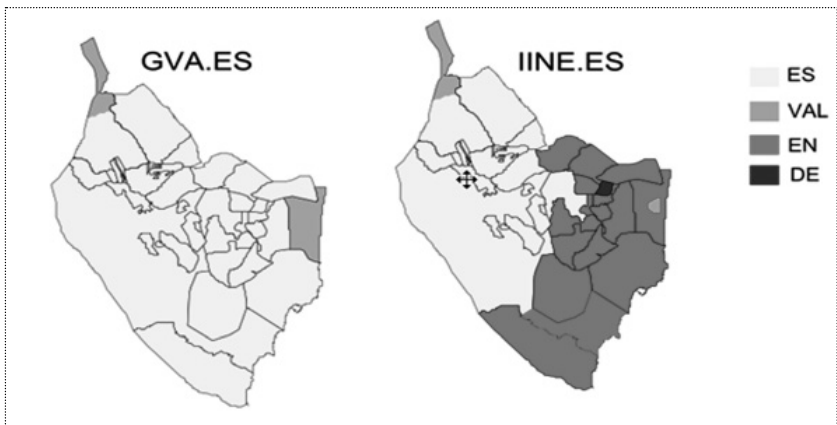 GVA.ES
IINE.ES
ES
VAL
EN
DE